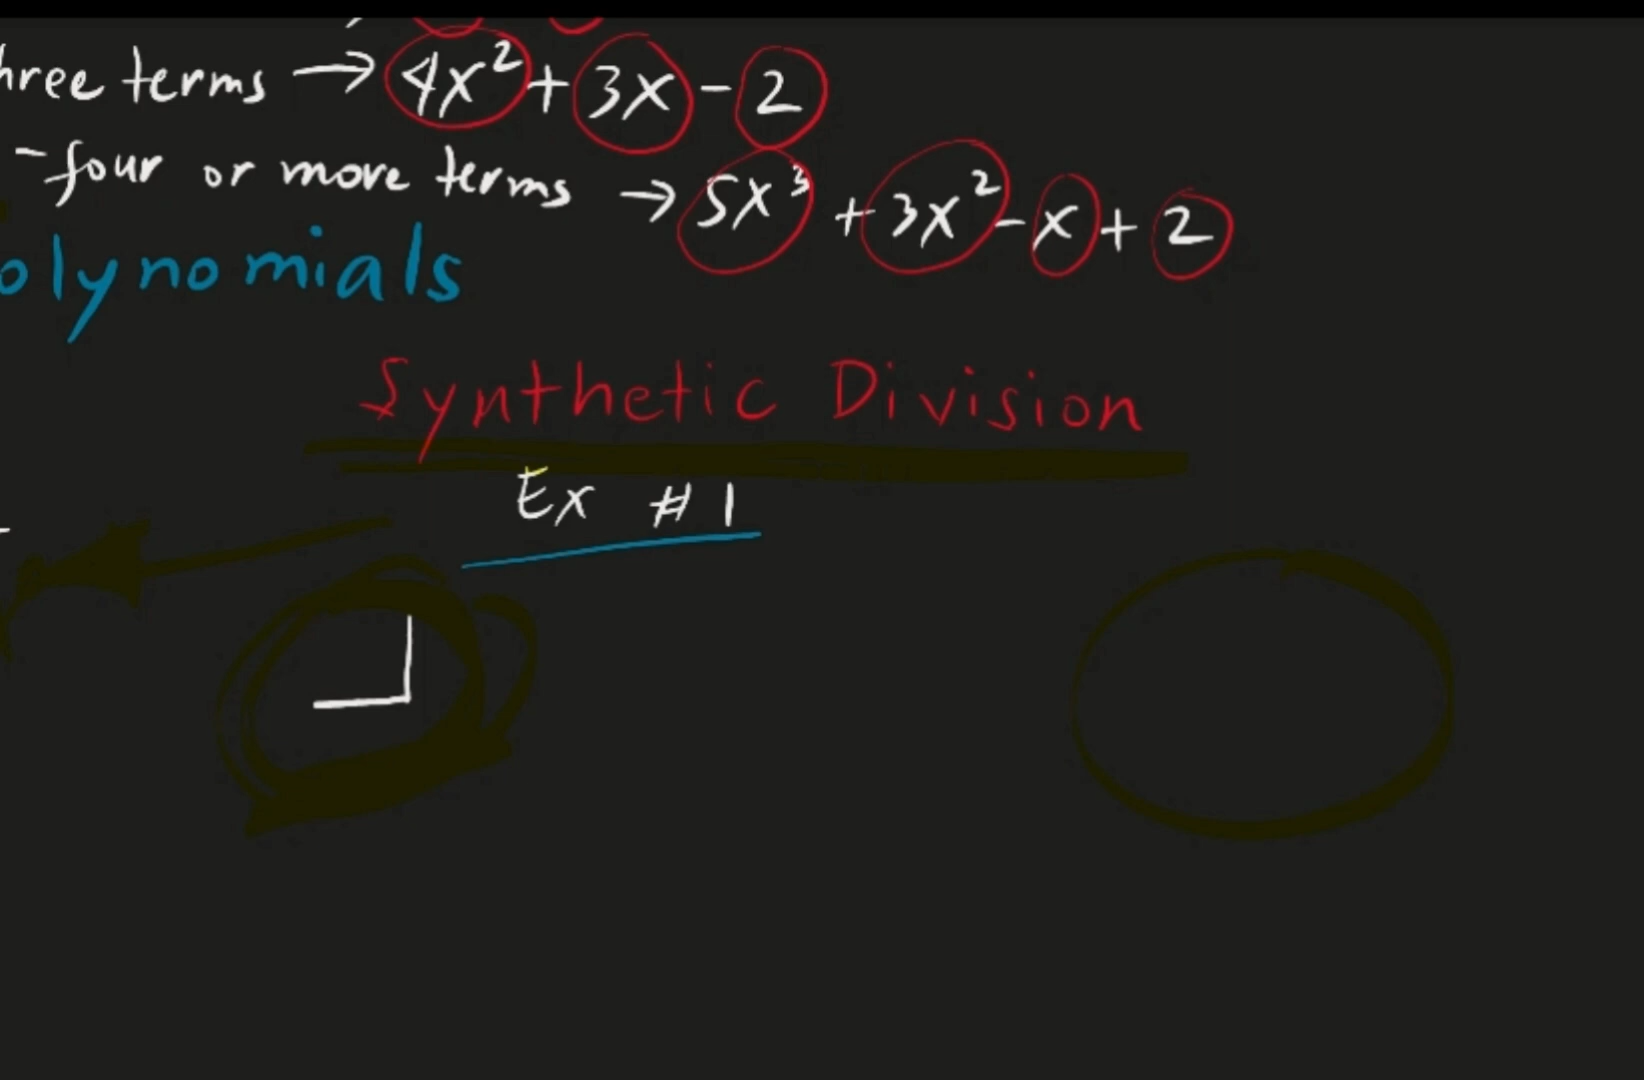 hree terms → 4x² + 3x - 2
-four or more terms → 5x³ + 3x² - x + 2
olynomials
Synthetic Division
Ex #1